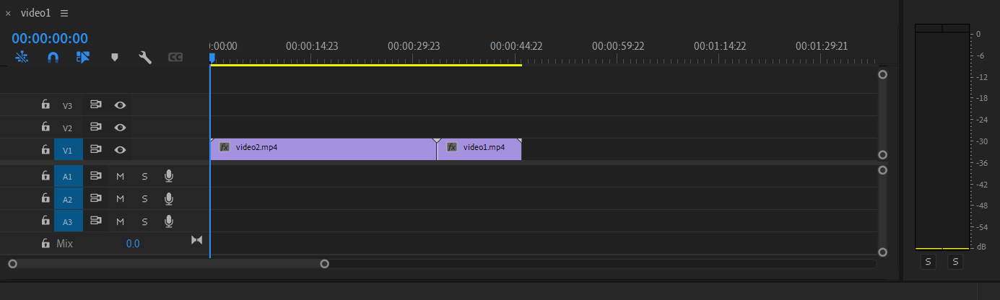 × video1
00:00:00:00
:00:00 00:00:14:23 00:00:29:23 00:00:44:22 00:00:59:22 00:01:14:22 00:01:29:21
CC
V3
V2
V1 fx video2.mp4 fx video1.mp4
A1 M S
A2 M S
A3 M S
Mix 0.0
0
-6
-12
-18
-24
-30
-36
-42
-48
-54
dB
S S